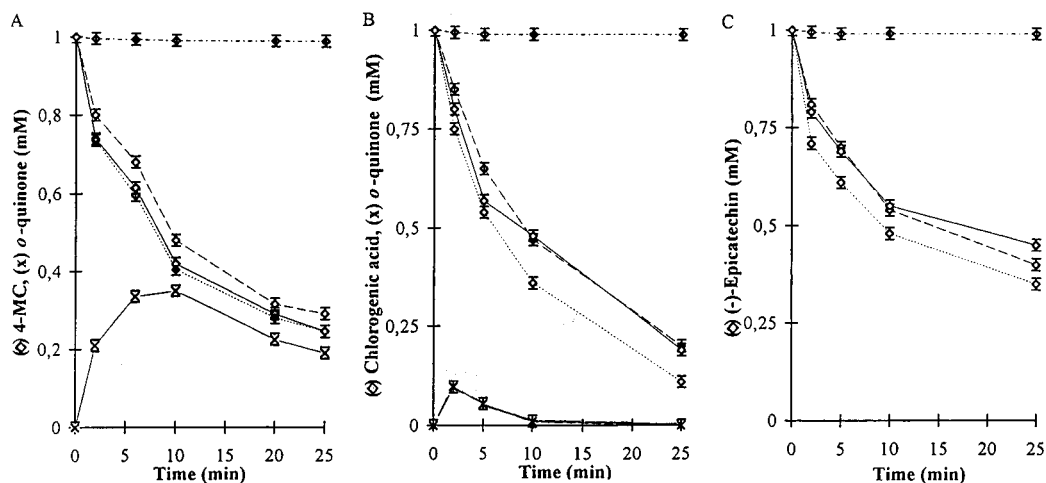 A
(◇) 4-MC, (x) o-quinone (mM)
1
0,8
0,6
0,4
0,2
0
0 5 10 15 20 25
Time (min)
B
(◇) Chlorogenic acid, (x) o-quinone (mM)
1
0,75
0,5
0,25
0
0 5 10 15 20 25
Time (min)
C
(◇) (-)-Epicatechin (mM)
1
0,75
0,5
0,25
0
0 5 10 15 20 25
Time (min)